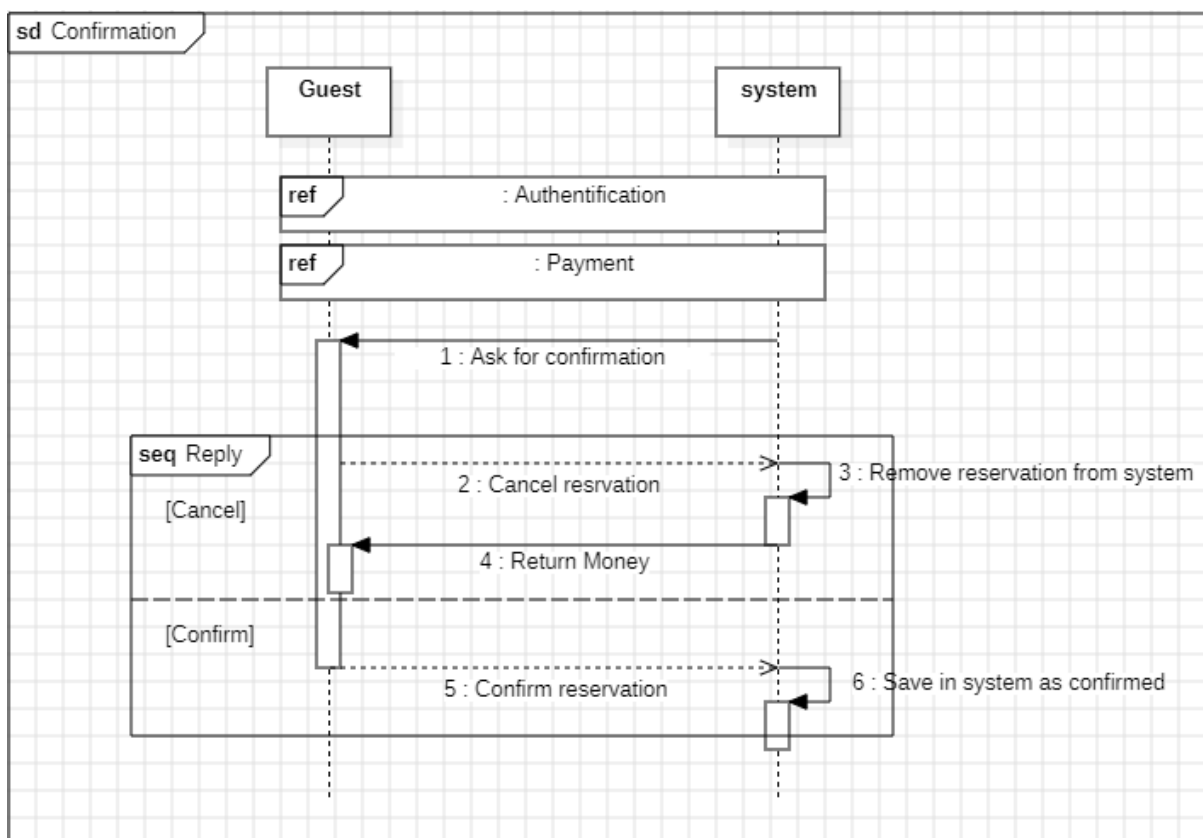 sd Confirmation
Guest
system
ref : Authentification
ref : Payment
1 : Ask for confirmation
seq Reply
2 : Cancel resrvation
3 : Remove reservation from system
[Cancel]
4 : Return Money
[Confirm]
5 : Confirm reservation
6 : Save in system as confirmed